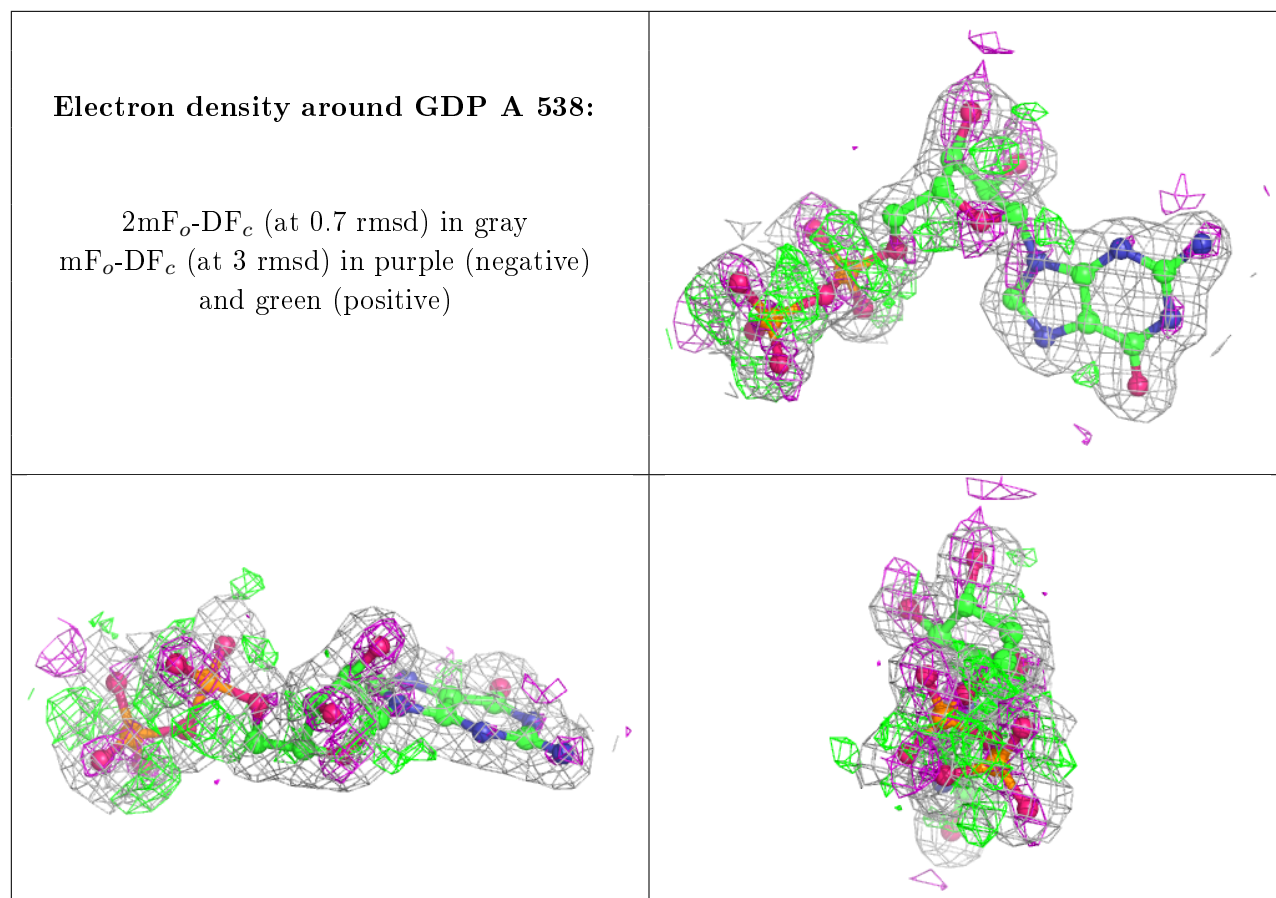 Electron density around GDP A 538:
2mFo-DFc (at 0.7 rmsd) in gray
mFo-DFc (at 3 rmsd) in purple (negative)
and green (positive)